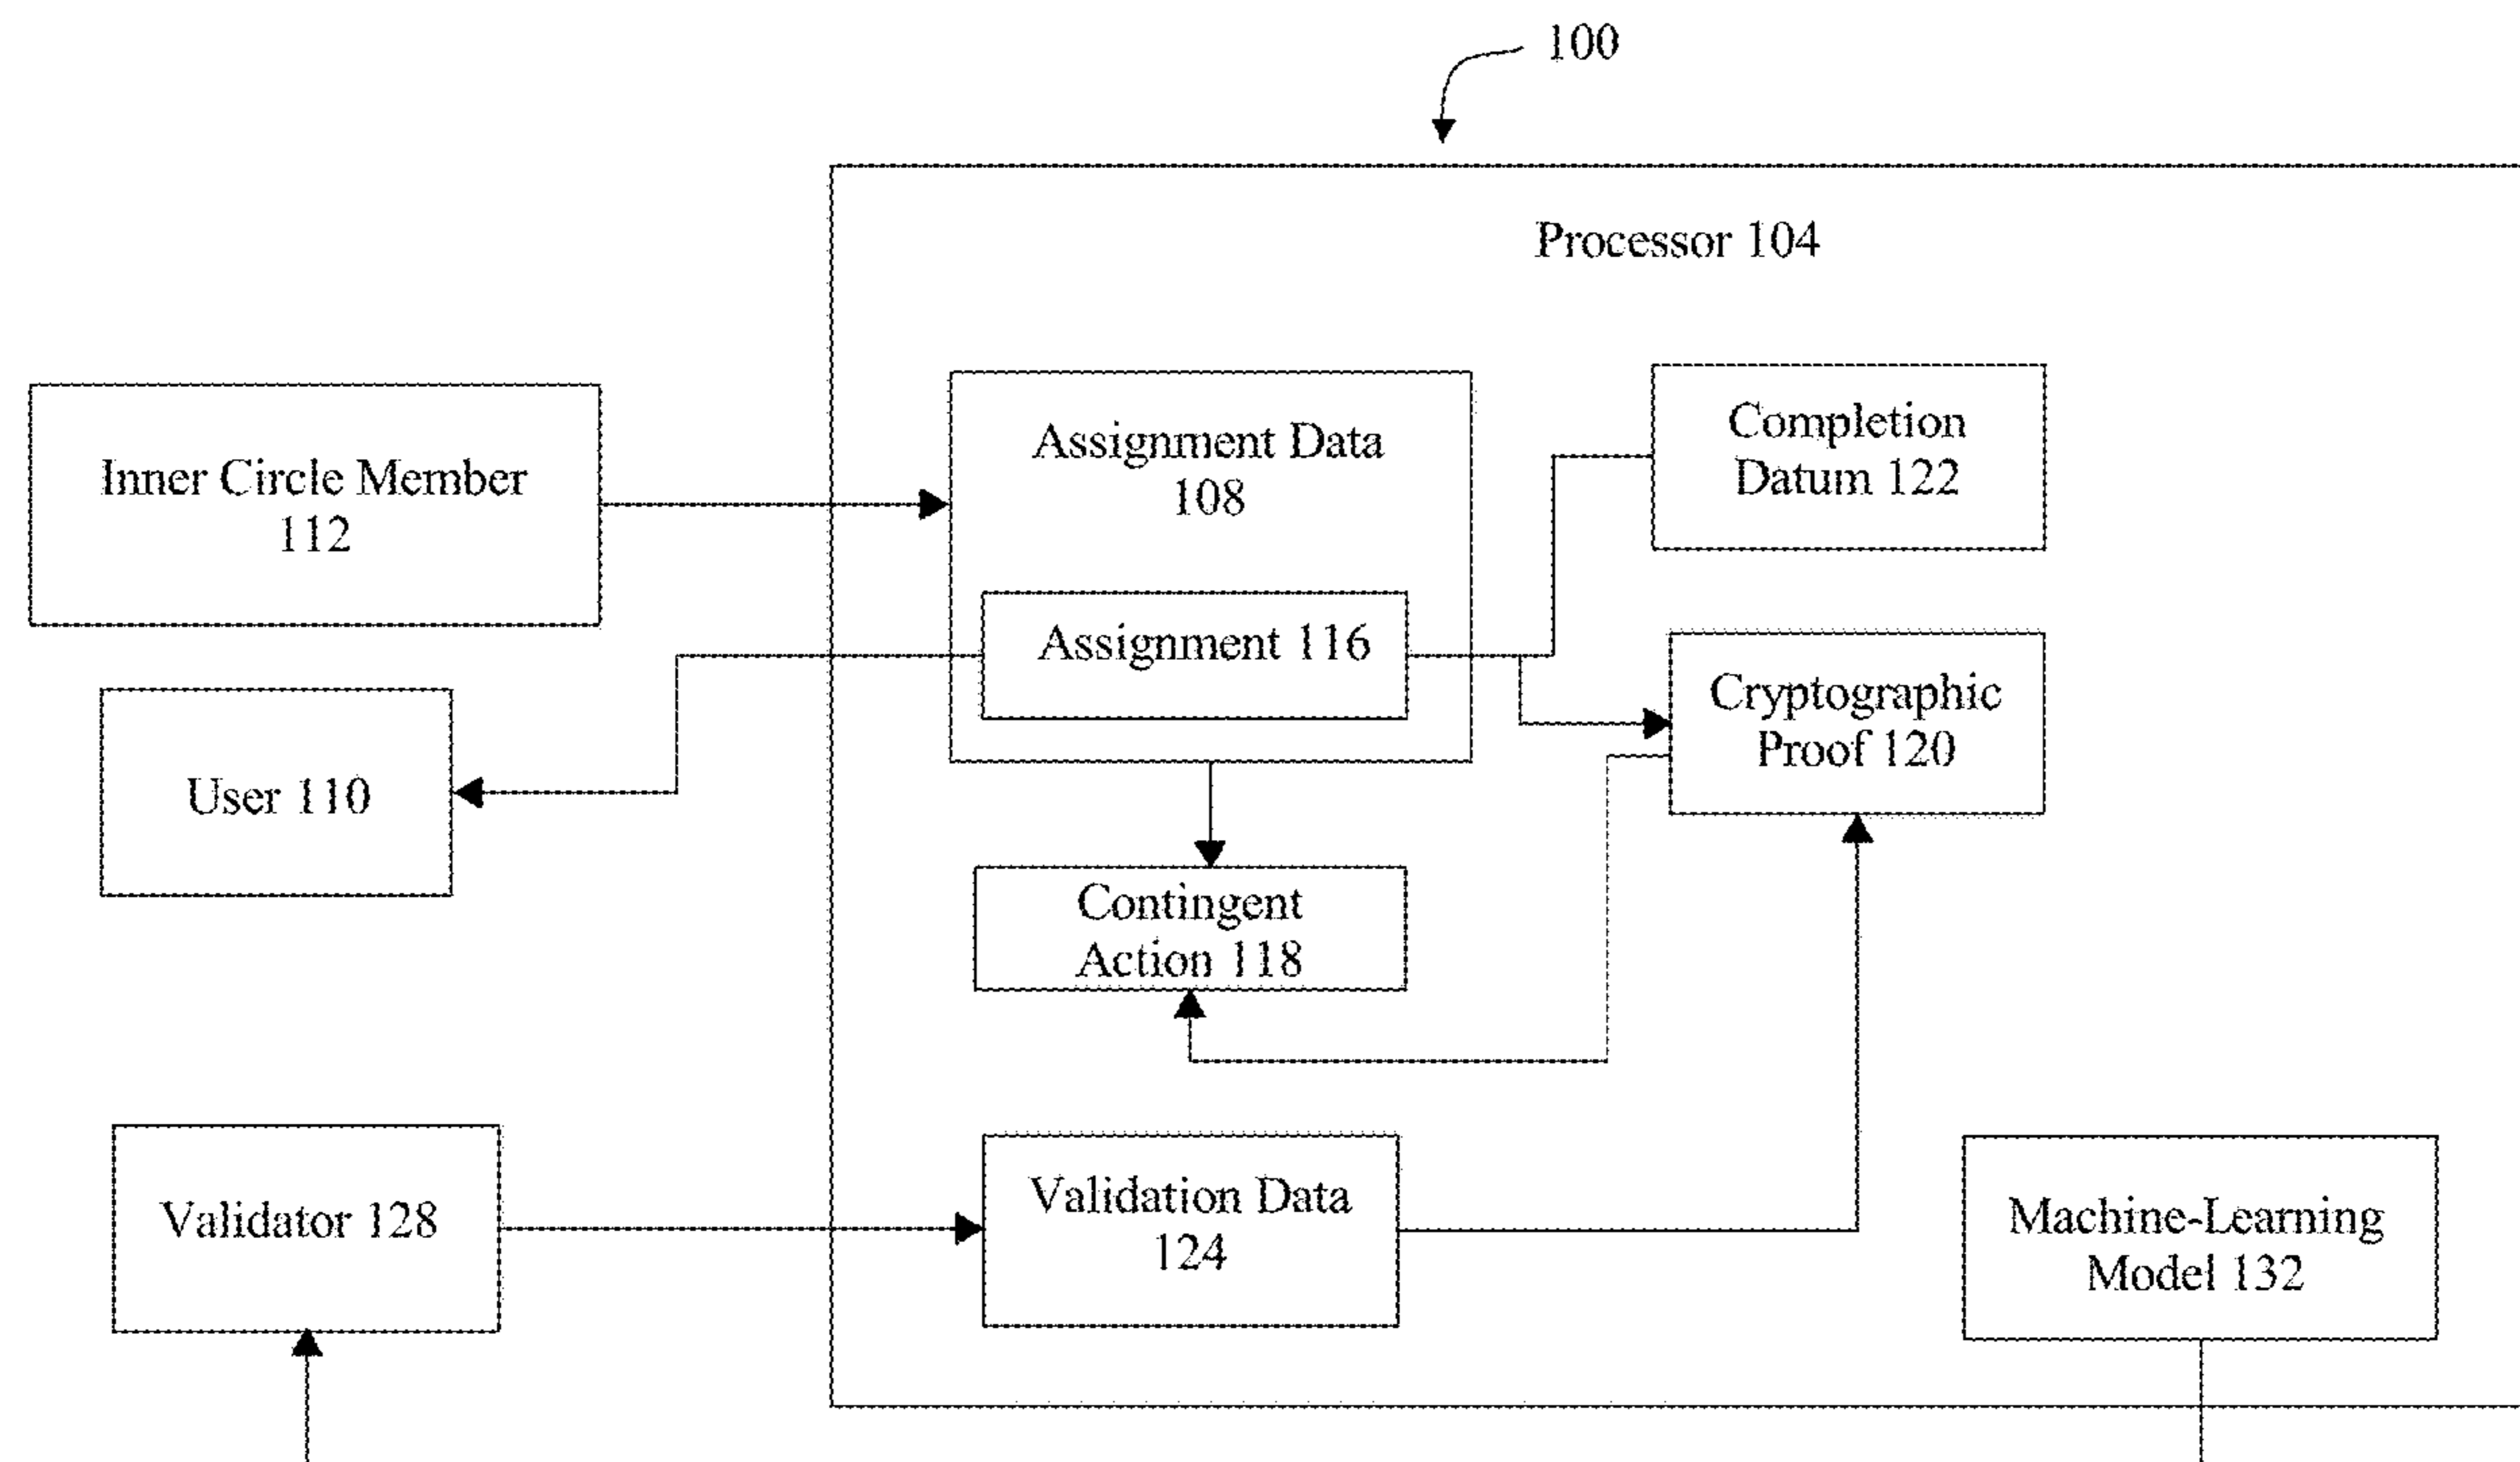 100
Processor 104
Inner Circle Member
112
Assignment Data
108
Completion
Datum 122
Assignment 116
Cryptographic
Proof 120
User 110
Contingent
Action 118
Validator 128
Validation Data
124
Machine-Learning
Model 132